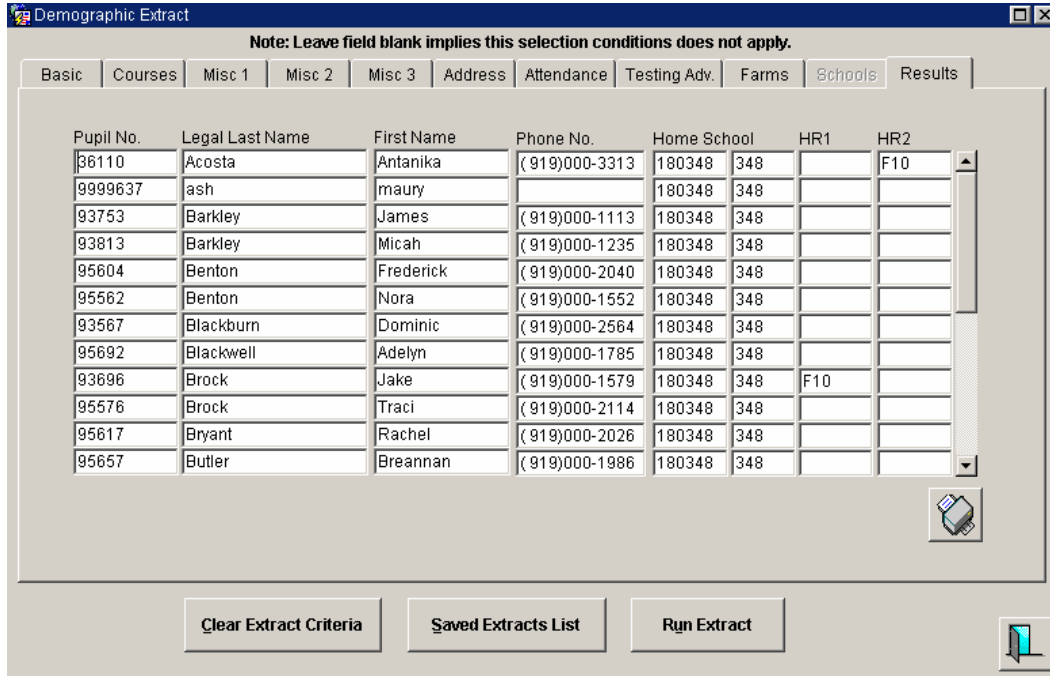 Demographic Extract
Note: Leave field blank implies this selection conditions does not apply.
Basic Courses Misc 1 Misc 2 Misc 3 Address Attendance Testing Adv. Farms Schools Results
Pupil No. Legal Last Name First Name Phone No. Home School HR1 HR2
36110 Acosta Antanika (919)000-3313 180348 348 F10
9999637 ash maury 180348 348
93753 Barkley James (919)000-1113 180348 348
93813 Barkley Micah (919)000-1235 180348 348
95604 Benton Frederick (919)000-2040 180348 348
95562 Benton Nora (919)000-1552 180348 348
93567 Blackburn Dominic (919)000-2564 180348 348
95692 Blackwell Adelyn (919)000-1785 180348 348
93696 Brock Jake (919)000-1579 180348 348 F10
95576 Brock Traci (919)000-2114 180348 348
95617 Bryant Rachel (919)000-2026 180348 348
95657 Butler Breannan (919)000-1986 180348 348
Clear Extract Criteria Saved Extracts List Run Extract